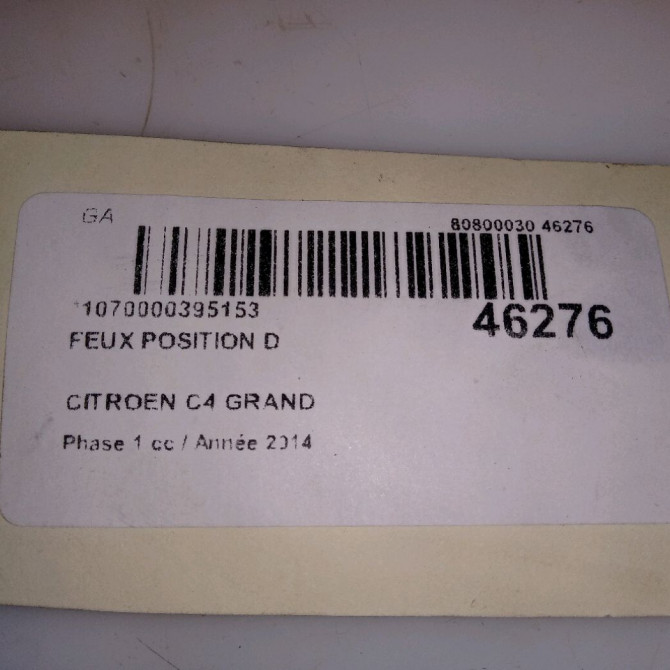 GA
80800030 46276
*1070000395153
46276
FEUX POSITION D
CITROEN C4 GRAND
Phase 1 cc / Année 2014